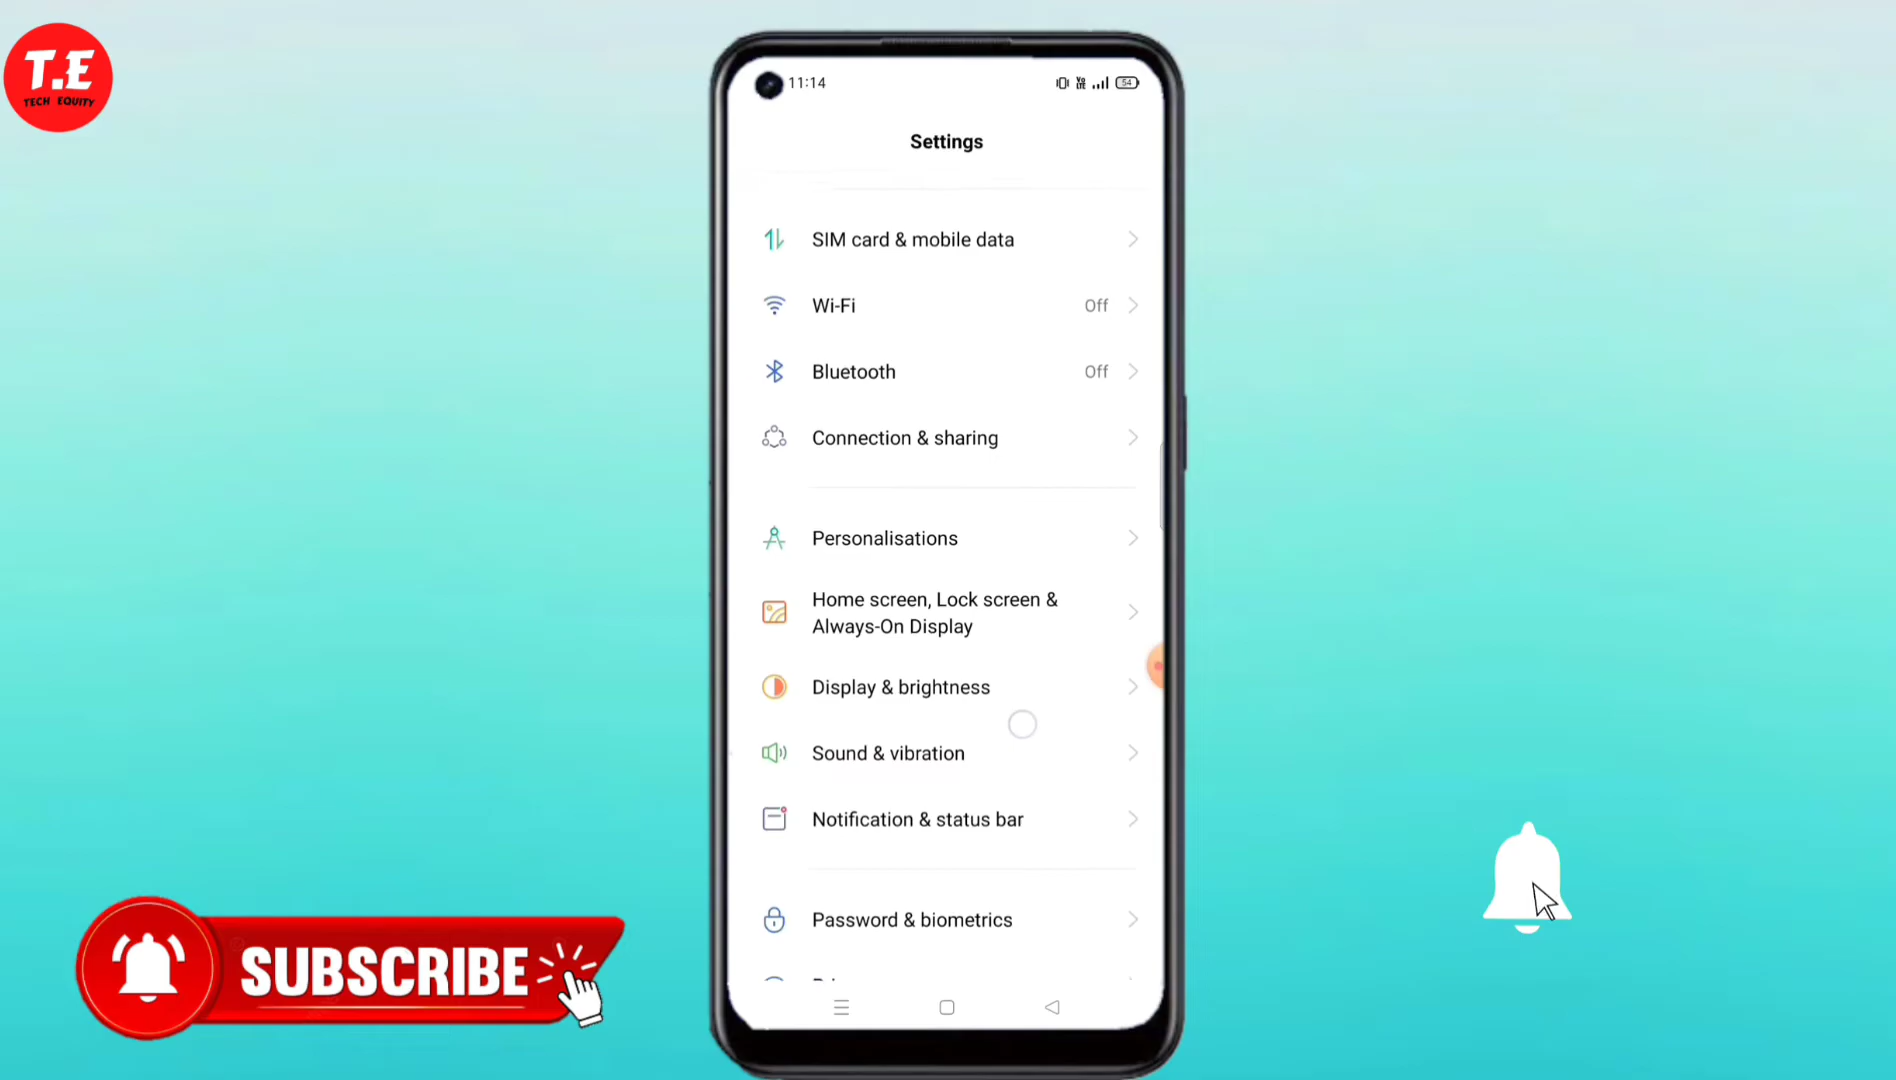 T.E
TECH EQUITY
11:14
54
Settings
SIM card & mobile data
Wi-Fi
Off
Bluetooth
Off
Connection & sharing
Personalisations
Home screen, Lock screen &
Always-On Display
Display & brightness
Sound & vibration
Notification & status bar
Password & biometrics
SUBSCRIBE